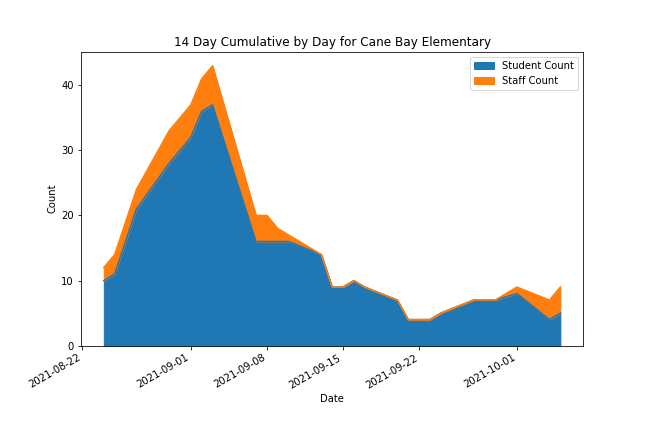 14 Day Cumulative by Day for Cane Bay Elementary
Student Count
Staff Count
Count
40
30
20
10
0
2021-08-22
2021-09-01
2021-09-08
2021-09-15
2021-09-22
2021-10-01
Date